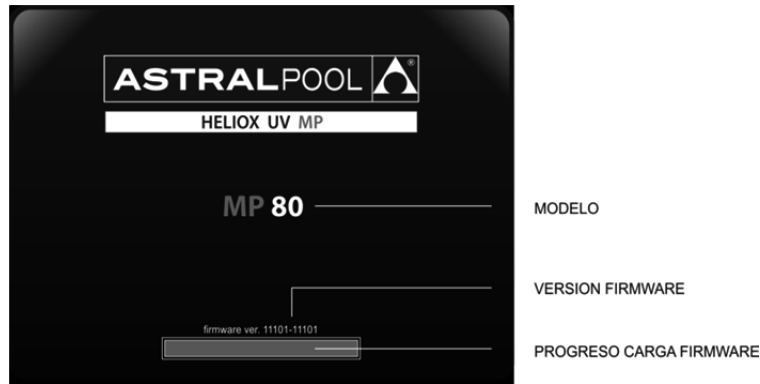 ASTRALPOOL ®
HELIOX UV MP
MP 80
MODELO
VERSION FIRMWARE
firmware ver. 11101-11101
PROGRESO CARGA FIRMWARE